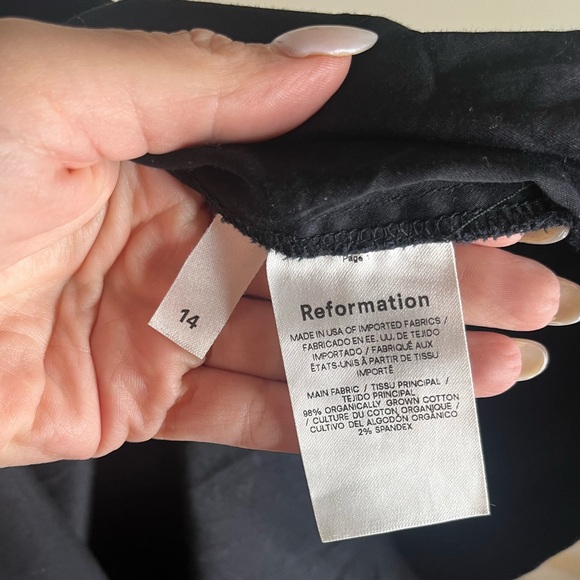 Page
14
Reformation
MADE IN USA OF IMPORTED FABRICS /
FABRICADO EN EE. UU. DE TEJIDO
IMPORTADO / FABRIQUÉ AUX
ÉTATS-UNIS À PARTIR DE TISSU
IMPORTÉ
MAIN FABRIC / TISSU PRINCIPAL /
TEJIDO PRINCIPAL
98% ORGANICALLY GROWN COTTON
/ CULTURE DU COTON, ORGANIQUE /
CULTIVO DEL ALGODÓN ORGÁNICO
2% SPANDEX